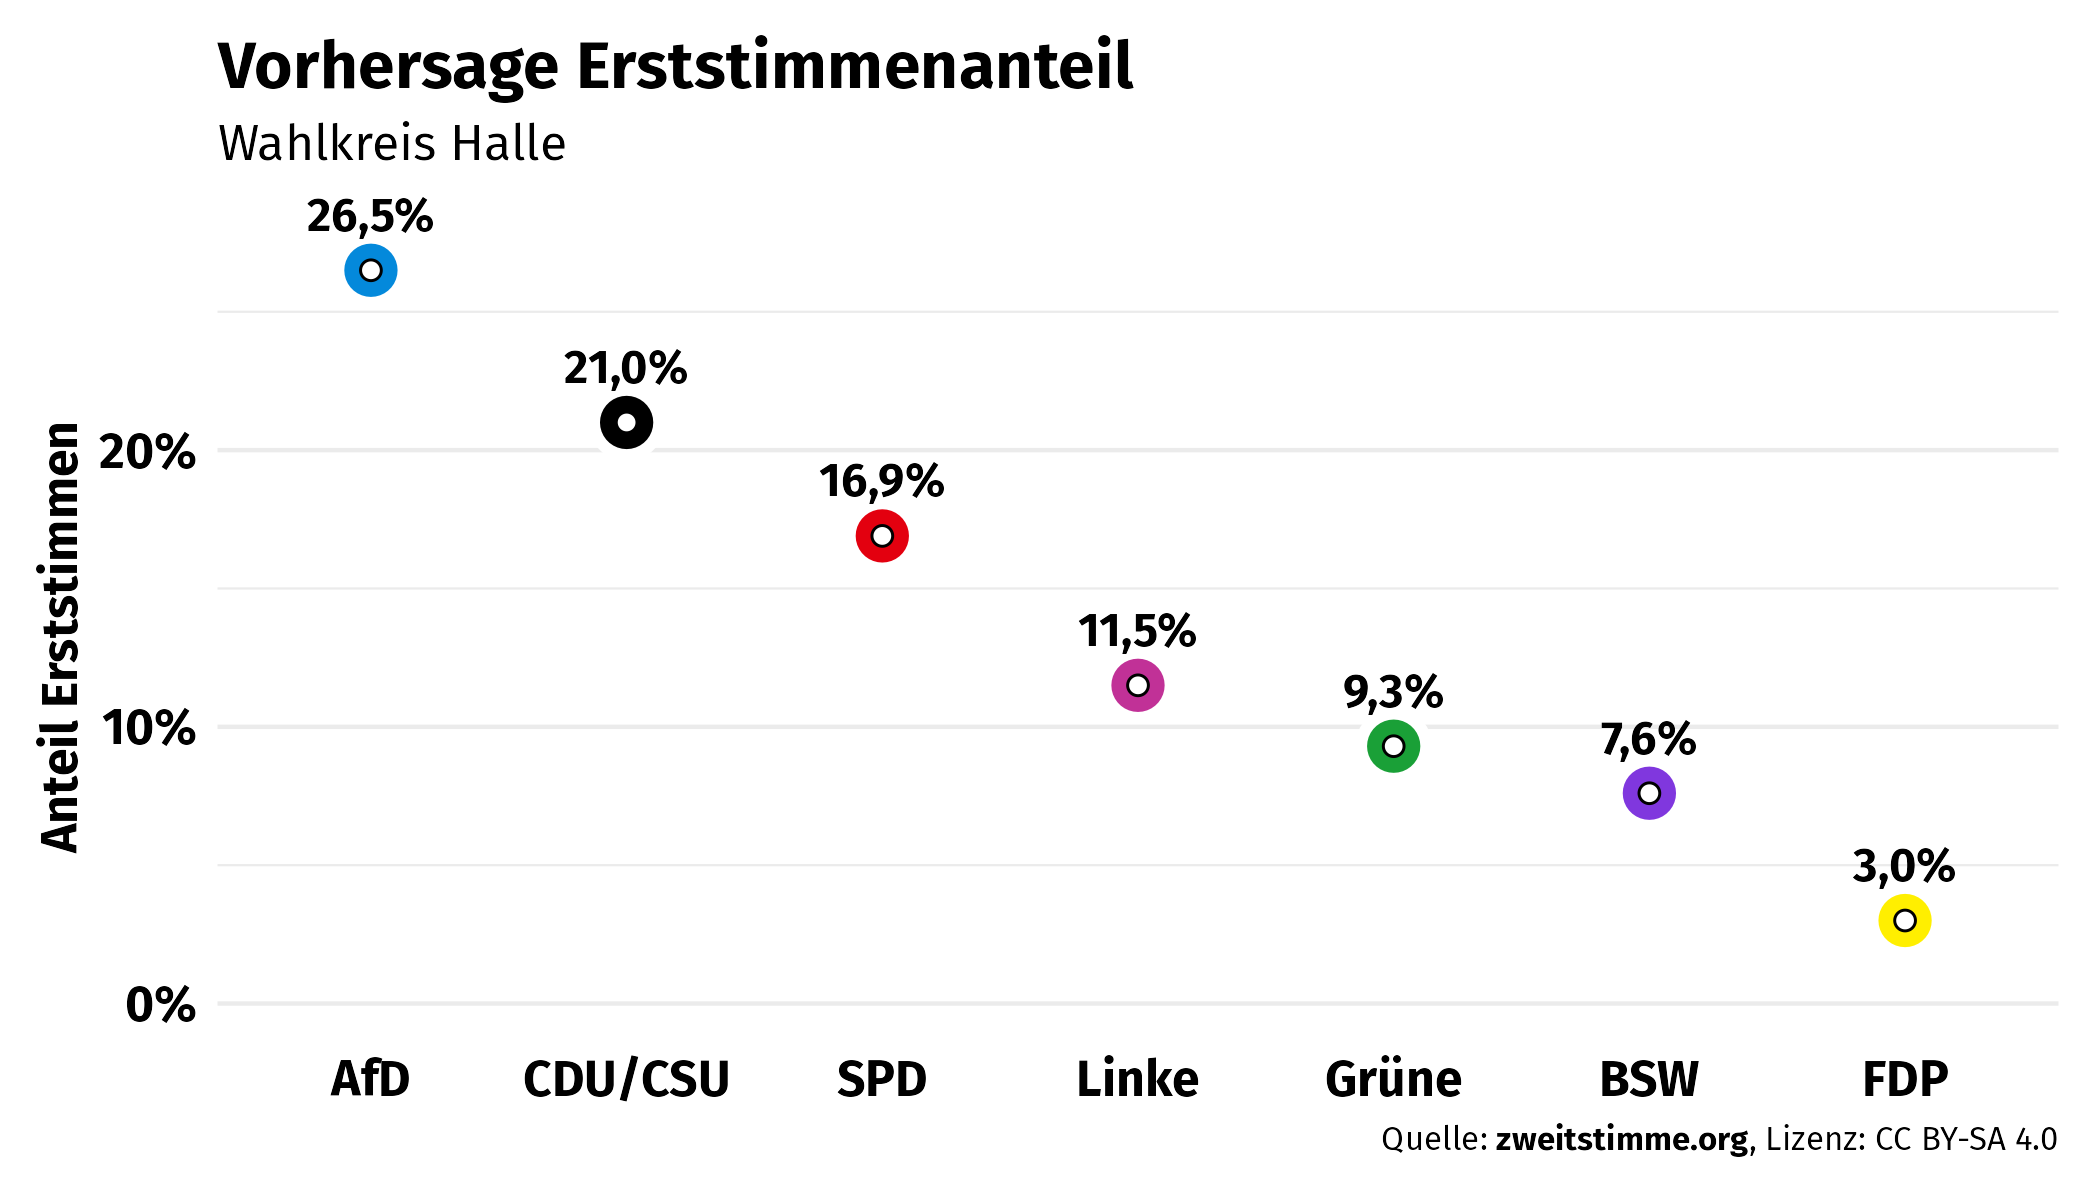 Vorhersage Erststimmenanteil
Wahlkreis Halle
26,5%
21,0%
16,9%
11,5%
9,3%
7,6%
3,0%
Anteil Erststimmen
20%
10%
0%
AfD CDU/CSU SPD Linke Grüne BSW FDP
Quelle: zweitstimme.org, Lizenz: CC BY-SA 4.0